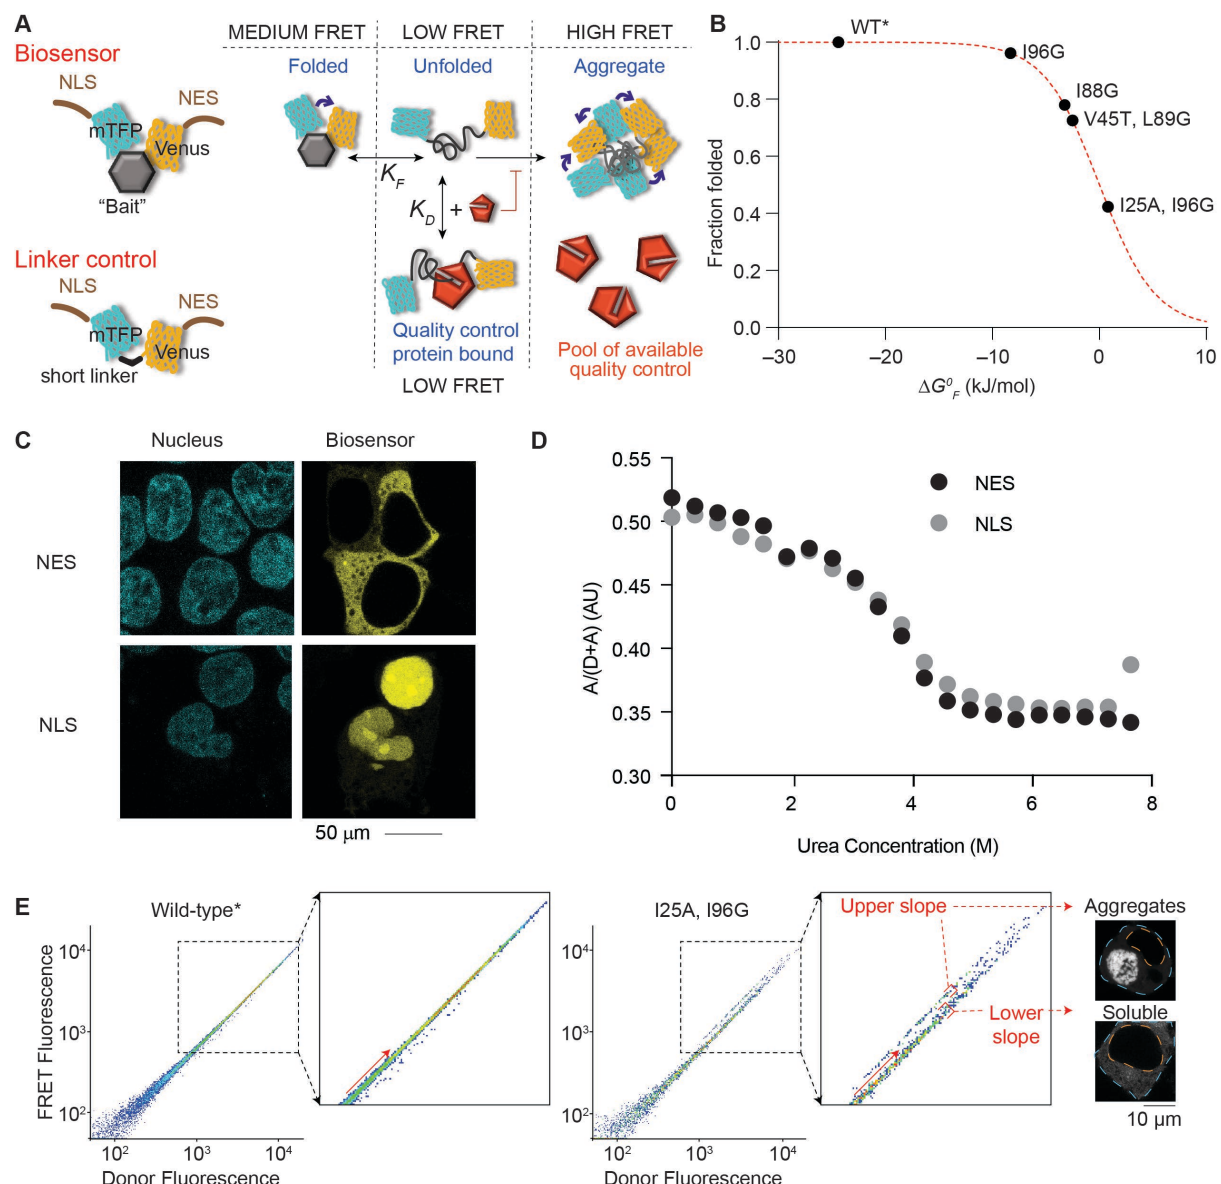 A
Biosensor
NLS
NES
mTFP
Venus
“Bait”
Linker control
NLS
NES
mTFP
Venus
short linker
MEDIUM FRET
LOW FRET
HIGH FRET
Folded
Unfolded
Aggregate
K_F
K_D
+
Quality control
protein bound
LOW FRET
Pool of available
quality control
B
WT*
I96G
I88G
V45T, L89G
I25A, I96G
Fraction folded
1.0
0.8
0.6
0.4
0.2
0.0
−30
−20
−10
0
10
ΔG⁰_F (kJ/mol)
C
Nucleus
Biosensor
NES
NLS
50 μm
D
0.55
0.50
0.45
0.40
0.35
0.30
A/(D+A) (AU)
NES
NLS
0
2
4
6
8
Urea Concentration (M)
E
Wild-type*
FRET Fluorescence
10⁴
10³
10²
10²
10³
10⁴
Donor Fluorescence
I25A, I96G
10⁴
10³
10²
10²
10³
10⁴
Donor Fluorescence
Upper slope
Lower
slope
Aggregates
Soluble
10 μm